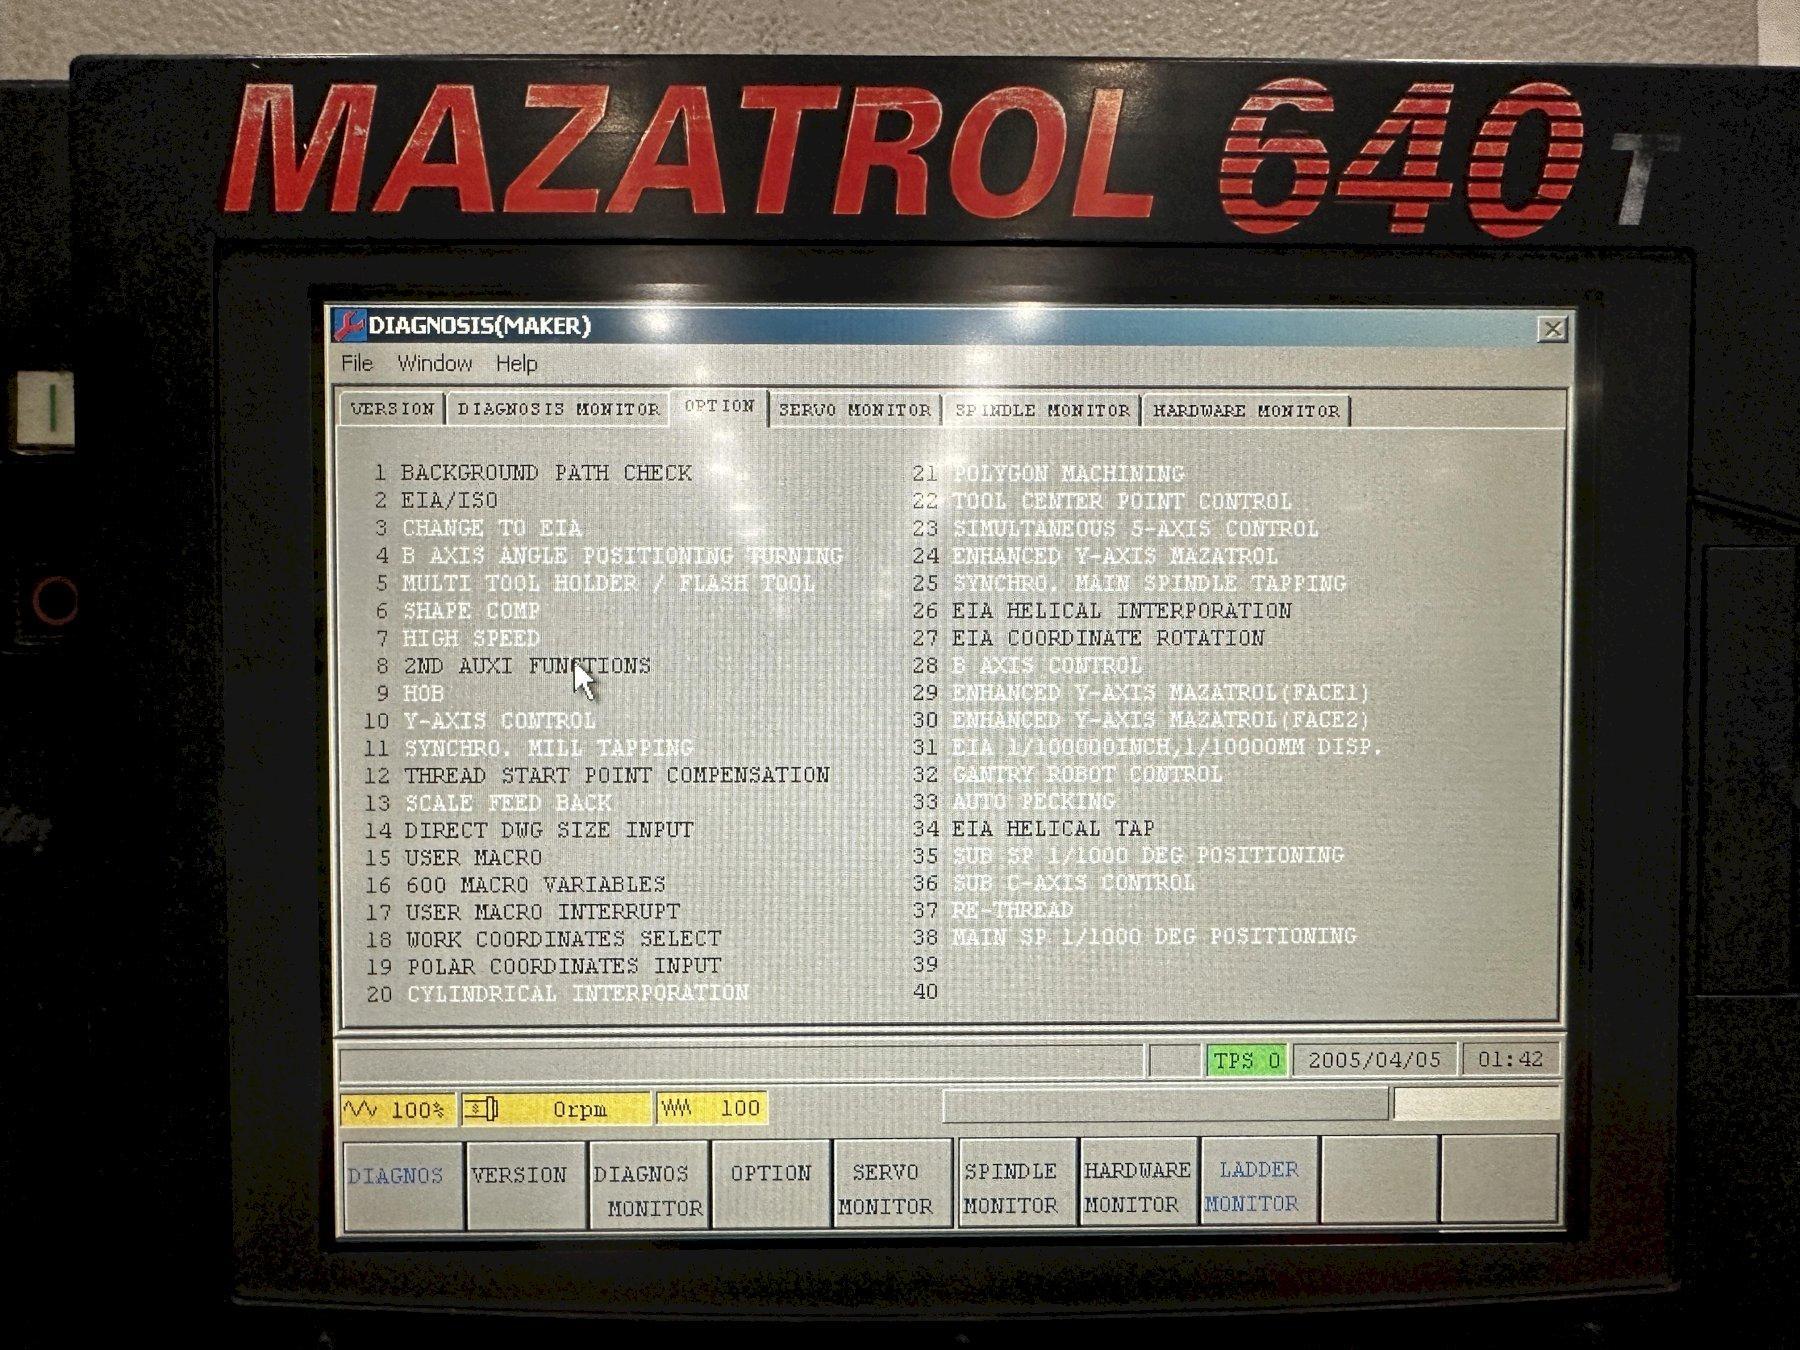 MAZATROL 640 T
DIAGNOSIS(MAKER)
File Window Help
VERSION DIAGNOSIS MONITOR OPTION SERVO MONITOR SPINDLE MONITOR HARDWARE MONITOR
1 BACKGROUND PATH CHECK
2 EIA/ISO
3 CHANGE TO EIA
4 B AXIS ANGLE POSITIONING TURNING
5 MULTI TOOL HOLDER / FLASH TOOL
6 SHAPE COMP
7 HIGH SPEED
8 2ND AUXI FUNCTIONS
9 HOB
10 Y-AXIS CONTROL
11 SYNCHRO. MILL TAPPING
12 THREAD START POINT COMPENSATION
13 SCALE FEED BACK
14 DIRECT DWG SIZE INPUT
15 USER MACRO
16 600 MACRO VARIABLES
17 USER MACRO INTERRUPT
18 WORK COORDINATES SELECT
19 POLAR COORDINATES INPUT
20 CYLINDRICAL INTERPORATION
21 POLYGON MACHINING
22 TOOL CENTER POINT CONTROL
23 SIMULTANEOUS 5-AXIS CONTROL
24 ENHANCED Y-AXIS MAZATROL
25 SYNCHRO. MAIN SPINDLE TAPPING
26 EIA HELICAL INTERPORATION
27 EIA COORDINATE ROTATION
28 B AXIS CONTROL
29 ENHANCED Y-AXIS MAZATROL(FACE1)
30 ENHANCED Y-AXIS MAZATROL(FACE2)
31 EIA 1/100000INCH,1/10000MM DISP.
32 GANTRY ROBOT CONTROL
33 AUTO PECKING
34 EIA HELICAL TAP
35 SUB SP 1/1000 DEG POSITIONING
36 SUB C-AXIS CONTROL
37 RE-THREAD
38 MAIN SP 1/1000 DEG POSITIONING
39
40
TPS 0 2005/04/05 01:42
100% 0rpm 100
DIAGNOS VERSION DIAGNOS MONITOR OPTION SERVO MONITOR SPINDLE MONITOR HARDWARE MONITOR LADDER MONITOR